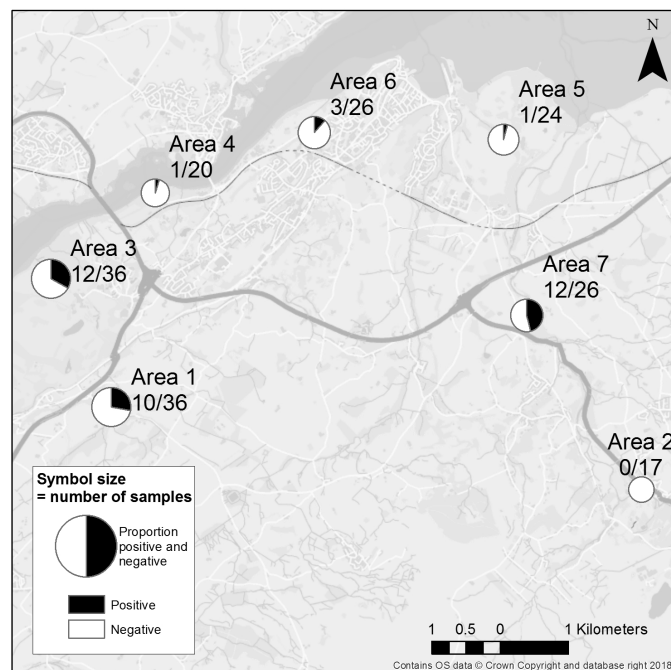 N
Area 6
3/26
Area 5
1/24
Area 4
1/20
Area 3
12/36
Area 7
12/26
Area 1
10/36
Area 2
0/17
Symbol size
= number of samples
Proportion
positive and
negative
Positive
Negative
1 0.5 0 1 Kilometers
Contains OS data © Crown Copyright and database right 2018